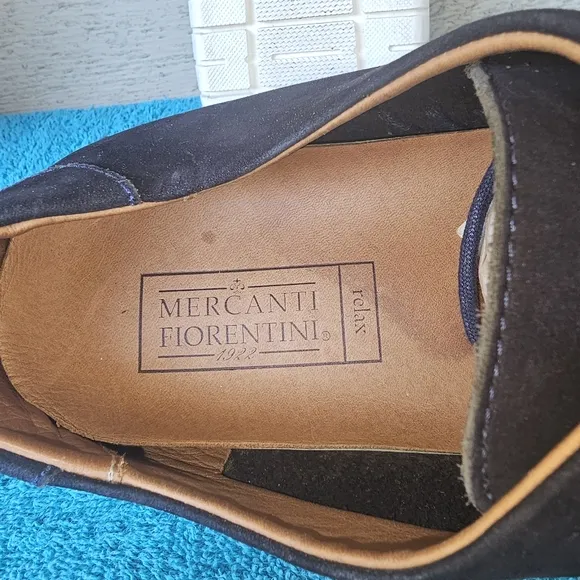 MERCANTI
FIORENTINI®
1922
relax